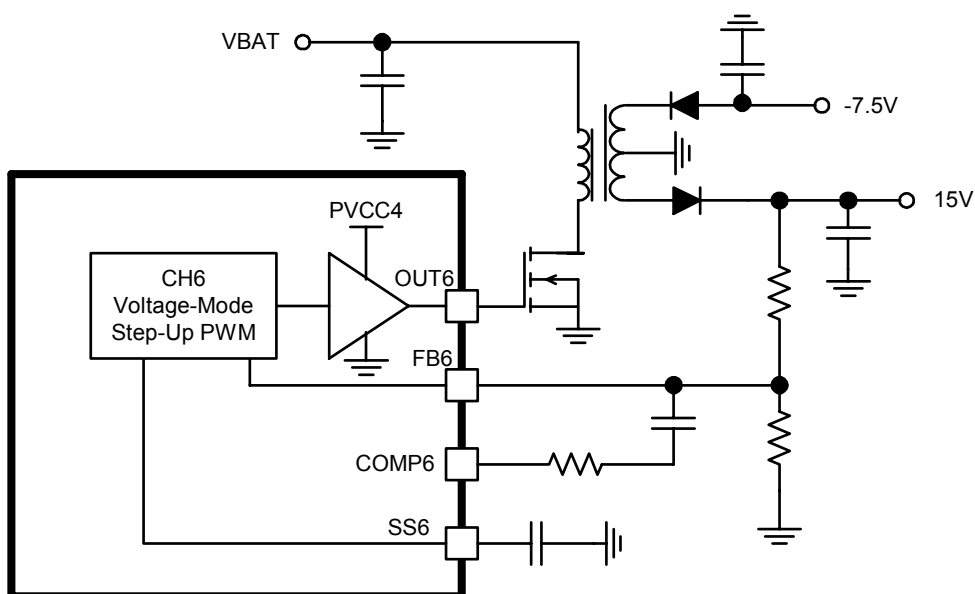 VBAT
-7.5V
15V
PVCC4
CH6
Voltage-Mode
Step-Up PWM
OUT6
FB6
COMP6
SS6